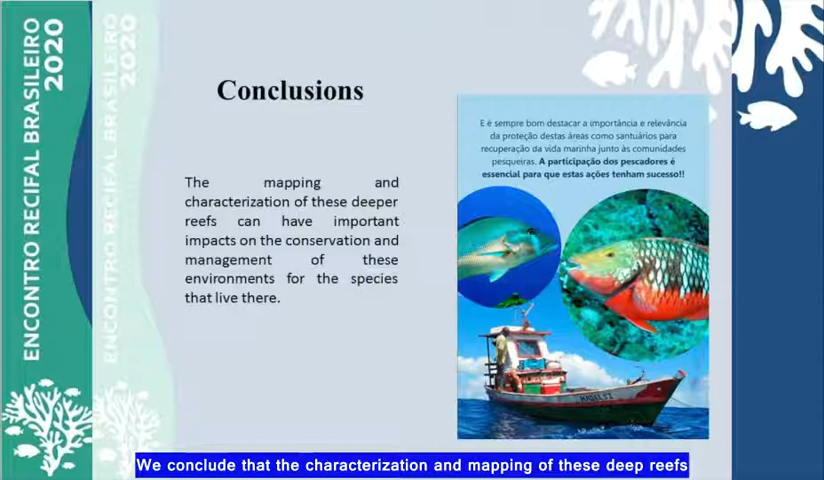 ENCONTRO RECIFAL BRASILEIRO
2020
ENCONTRO RECIFAL BRASILEIRO
2020
Conclusions
The mapping and
characterization of these deeper
reefs can have important
impacts on the conservation and
management of these
environments for the species
that live there.
E é sempre bom destacar a importância e relevância
da proteção destas áreas como santuários para
recuperação da vida marinha junto às comunidades
pesqueiras. A participação dos pescadores é
essencial para que estas ações tenham sucesso!!
We conclude that the characterization and mapping of these deep reefs